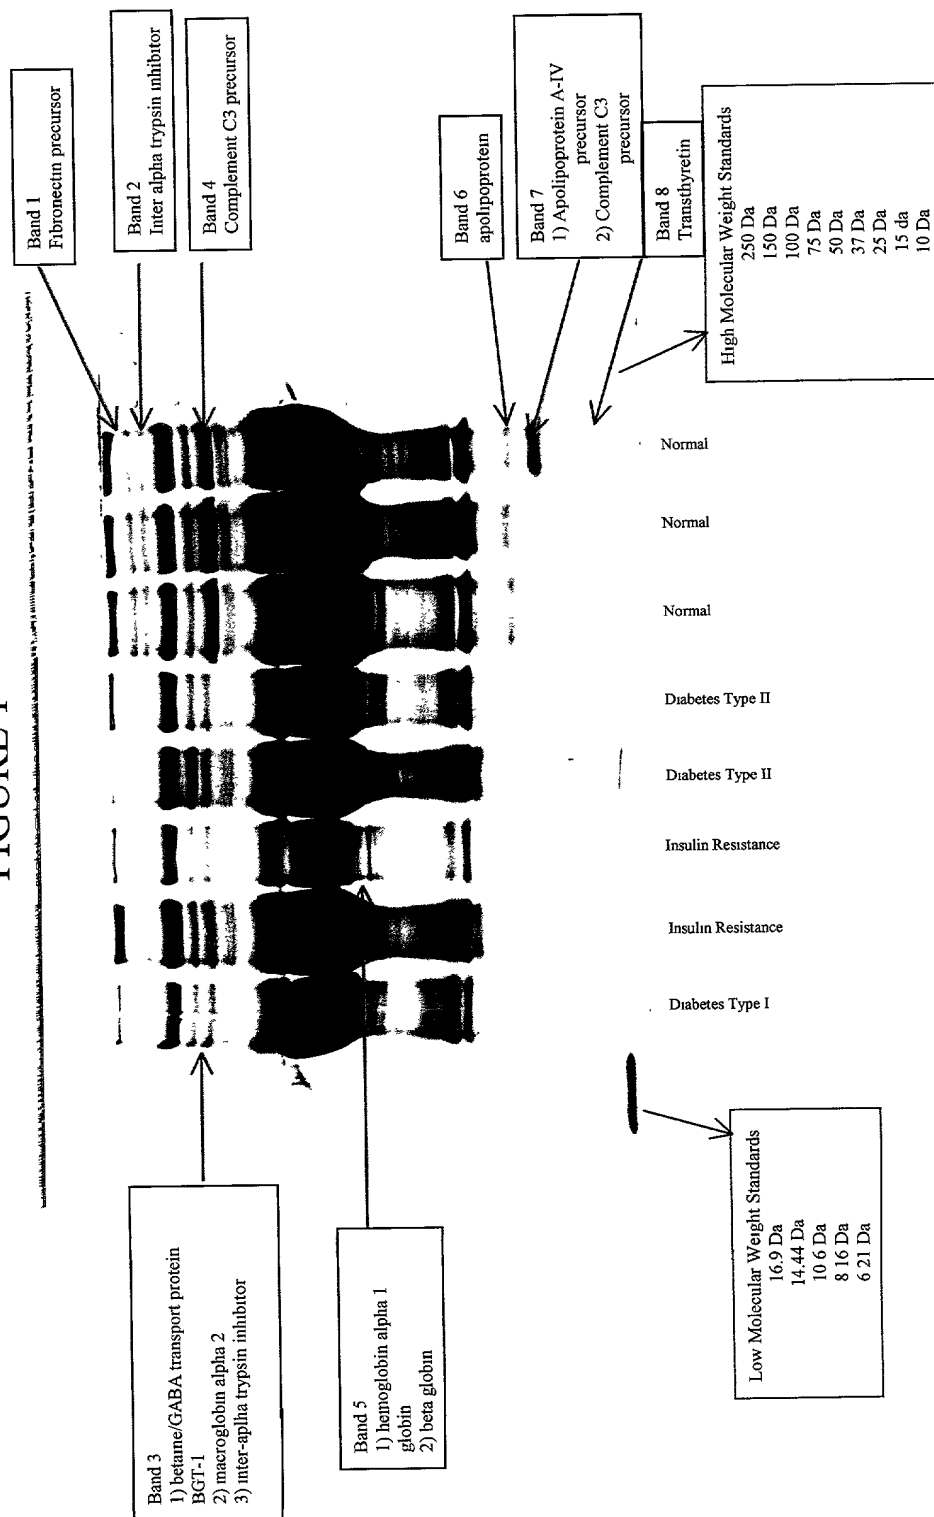 FIGURE 1
Band 1
Fibronectin precursor
Band 2
Inter alpha trypsin inhibitor
Band 4
Complement C3 precursor
Band 6
apolipoprotein
Band 7
1) Apolipoprotein A-IV
precursor
2) Complement C3
precursor
Band 8
Transthyretin
High Molecular Weight Standards
250 Da
150 Da
100 Da
75 Da
50 Da
37 Da
25 Da
15 da
10 Da
Normal
Normal
Normal
Diabetes Type II
Diabetes Type II
Insulin Resistance
Insulin Resistance
Diabetes Type I
Band 3
1) betaine/GABA transport protein
BGT-1
2) macroglobin alpha 2
3) inter-aplha trypsin inhibitor
Band 5
1) hemoglobin alpha 1
globin
2) beta globin
Low Molecular Weight Standards
16.9 Da
14.44 Da
10 6 Da
8 16 Da
6 21 Da